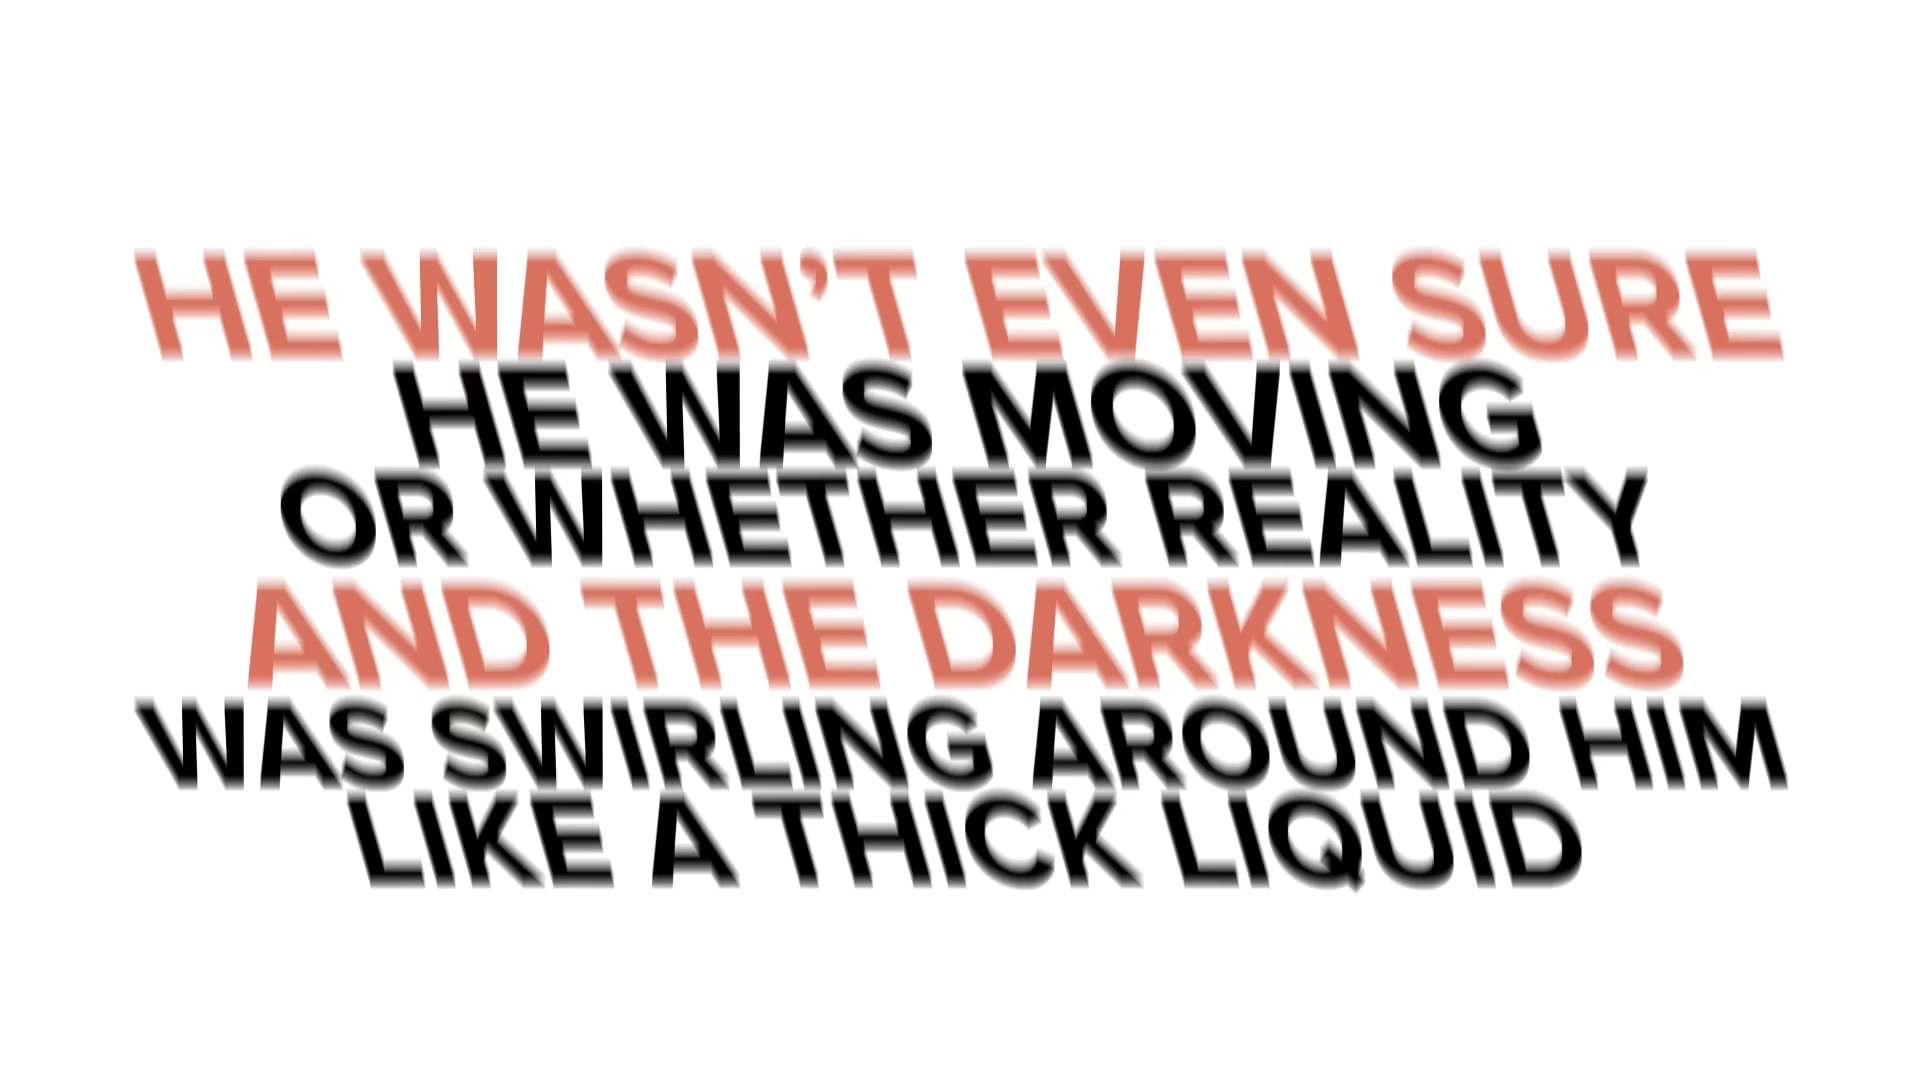 HE WASN’T EVEN SURE
HE WAS MOVING
OR WHETHER REALITY
AND THE DARKNESS
WAS SWIRLING AROUND HIM
LIKE A THICK LIQUID